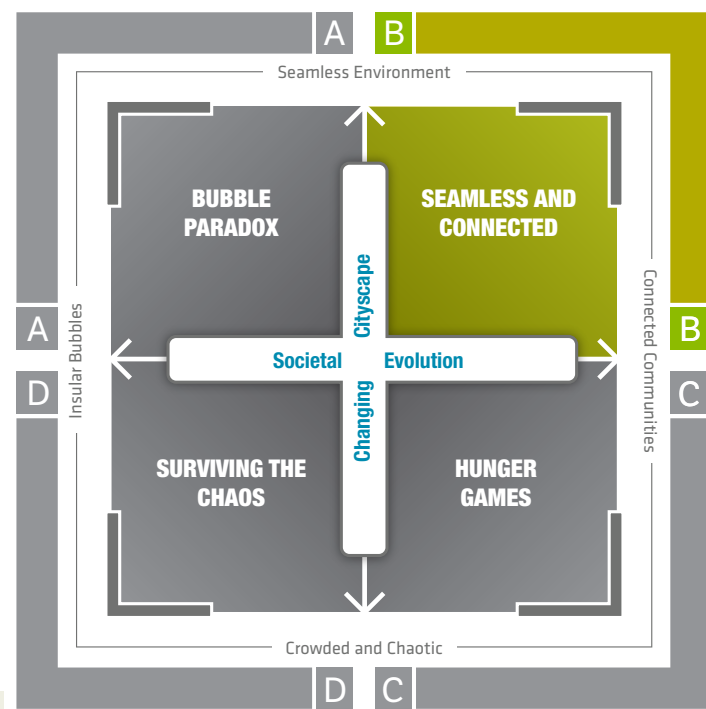 A B
Seamless Environment
BUBBLE
PARADOX
SEAMLESS AND
CONNECTED
Changing Cityscape
Insular Bubbles
Connected Communities
A
B
Societal Evolution
D
C
SURVIVING THE
CHAOS
HUNGER
GAMES
Crowded and Chaotic
D C